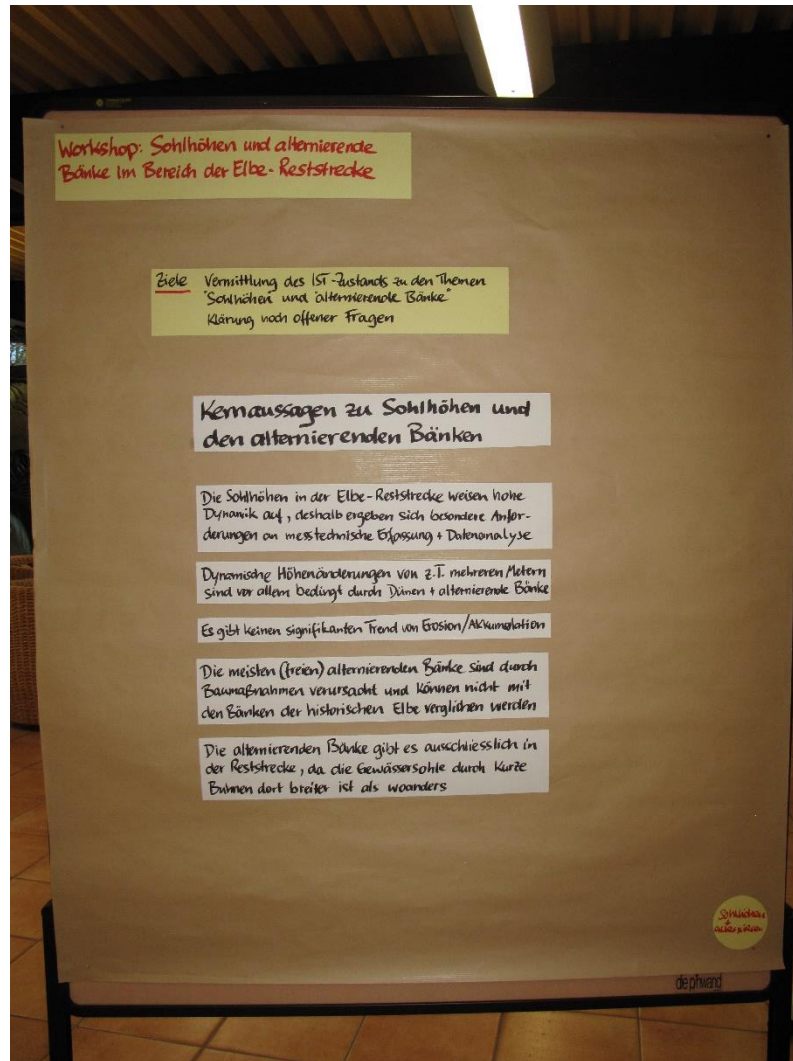 Workshop: Sohlhöhen und alternierende
Bänke im Bereich der Elbe-Reststrecke
Ziele Vermittlung des IST-Zustands zu den Themen
"Sohlhöhen und alternierende Bänke"
Klärung noch offener Fragen
Kernaussagen zu Sohlhöhen und
den alternierenden Bänken
Die Sohlhöhen in der Elbe-Reststrecke weisen hohe
Dynamik auf, deshalb ergeben sich besondere Anfor-
derungen an messtechnische Erfassung + Datenanalyse
Dynamische Höhenänderungen von z.T. mehreren Metern
sind vor allem bedingt durch Dünen + alternierende Bänke
Es gibt keinen signifikanten Trend von Erosion/Akkumulation
Die meisten (freien) alternierenden Bänke sind durch
Baumaßnahmen verursacht und können nicht mit
den Bänken der historischen Elbe verglichen werden
Die alternierenden Bänke gibt es ausschliesslich in
der Reststrecke, da die Gewässersohle durch kurze
Buhnen dort breiter ist als woanders
Sohlhöhen
+
die pinwand